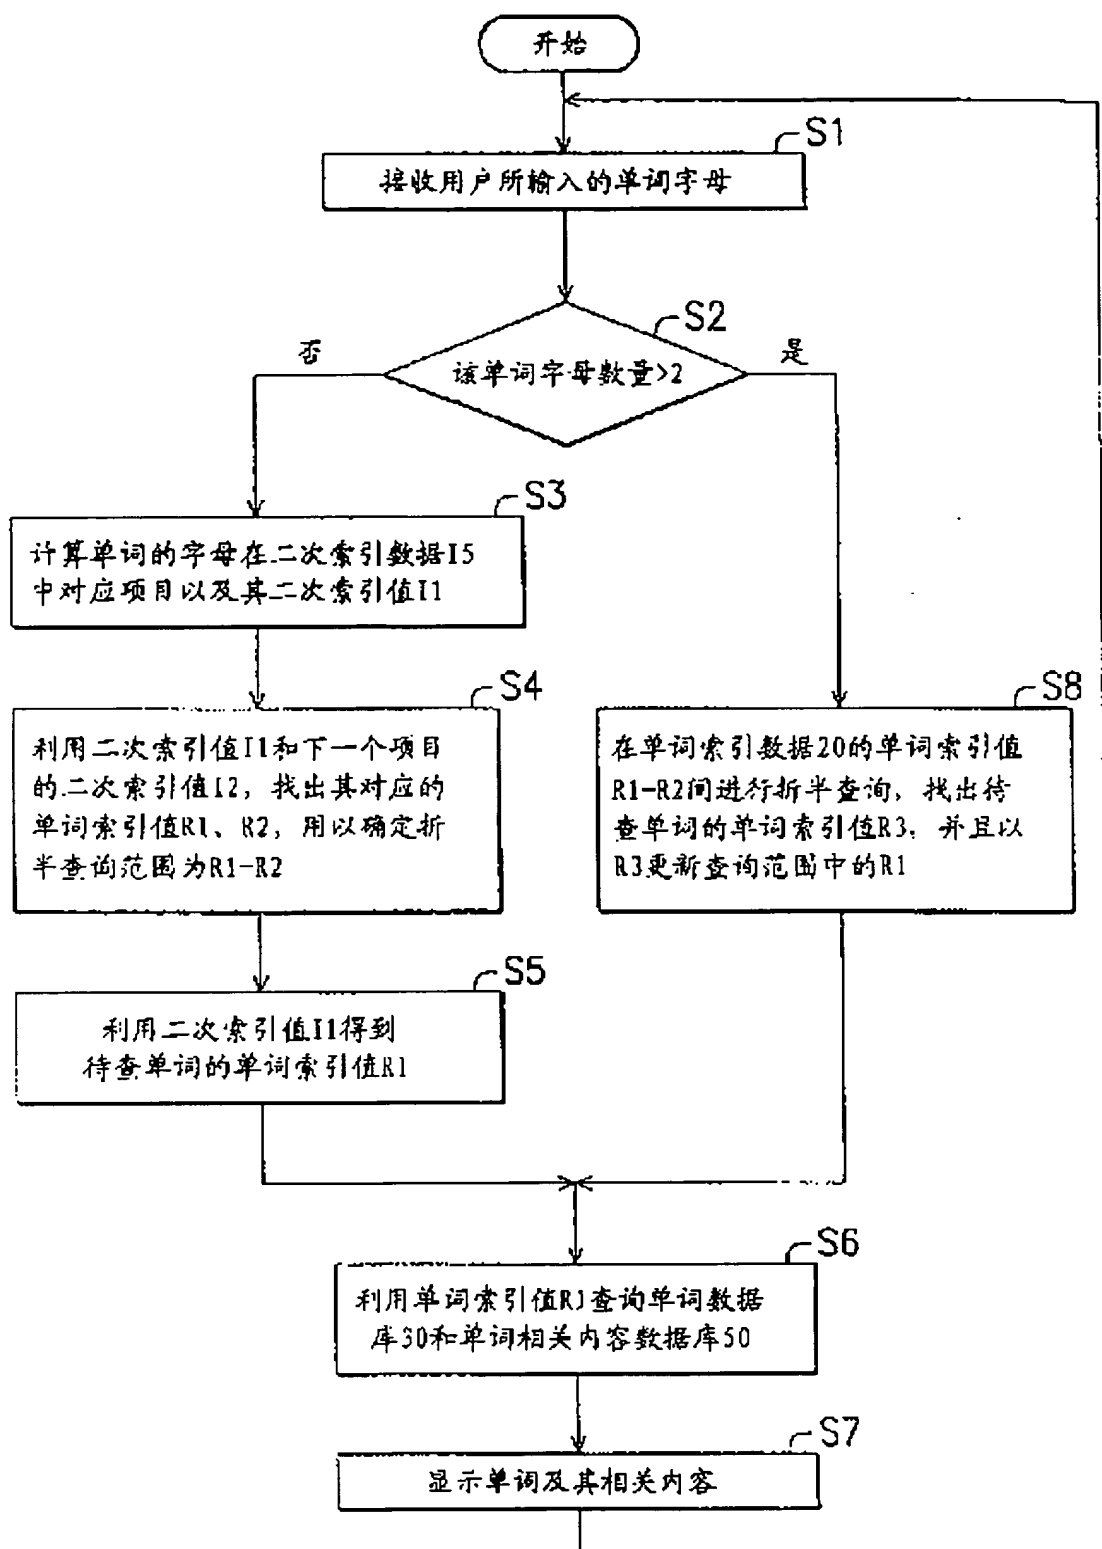 开始
S1
接收用户所输入的单词字母
S2
否
是
该单词字母数量>2
S3
计算单词的字母在二次索引数据15
中对应项目以及其二次索引值I1
S4
利用二次索引值I1和下一个项目
的二次索引值I2，找出其对应的
单词索引值R1、R2，用以确定折
半查询范围为R1-R2
S8
在单词索引数据20的单词索引值
R1-R2间进行折半查询，找出待
查单词的单词索引值R3，并且以
R3更新查询范围中的R1
S5
利用二次索引值I1得到
待查单词的单词索引值R1
S6
利用单词索引值R1查询单词数据
库30和单词相关内容数据库50
S7
显示单词及其相关内容